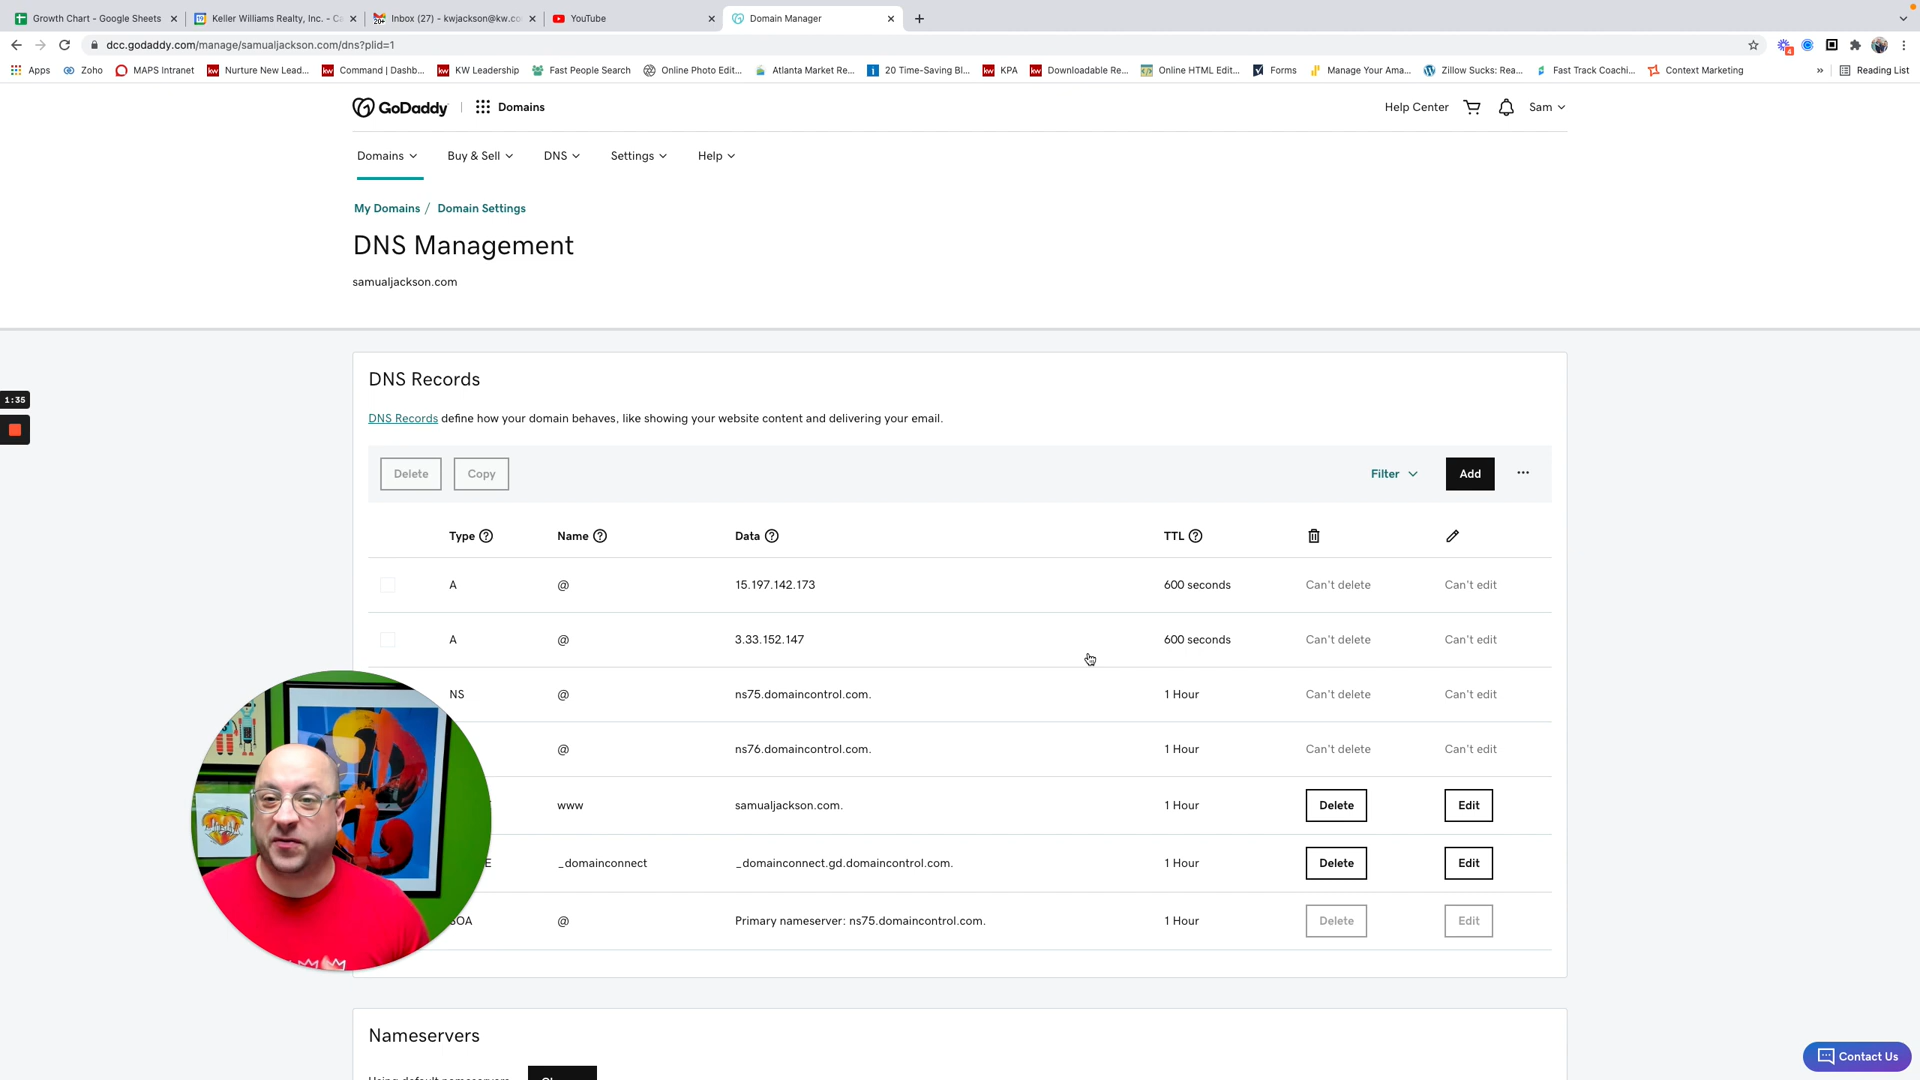 Growth Chart - Google Sheets
Keller Williams Realty, Inc. - Ca
Inbox (27) - kwjackson@kw.co
YouTube
Domain Manager
dcc.godaddy.com/manage/samualjackson.com/dns?plid=1
Apps
Zoho
MAPS Intranet
Nurture New Lead...
Command | Dashb...
KW Leadership
Fast People Search
Online Photo Edit...
Atlanta Market Re...
20 Time-Saving Bl...
KPA
Downloadable Re...
Online HTML Edit...
Forms
Manage Your Ama...
Zillow Sucks: Rea...
Fast Track Coachi...
Context Marketing
»
Reading List
GoDaddy
Domains
Help Center
Sam
Domains
Buy & Sell
DNS
Settings
Help
My Domains / Domain Settings
DNS Management
samualjackson.com
1:35
DNS Records
DNS Records define how your domain behaves, like showing your website content and delivering your email.
Delete Copy Filter Add ...
Type Name Data TTL
A @ 15.197.142.173 600 seconds Can't delete Can't edit
A @ 3.33.152.147 600 seconds Can't delete Can't edit
NS @ ns75.domaincontrol.com. 1 Hour Can't delete Can't edit
@ ns76.domaincontrol.com. 1 Hour Can't delete Can't edit
www samualjackson.com. 1 Hour Delete Edit
E _domainconnect _domainconnect.gd.domaincontrol.com. 1 Hour Delete Edit
SOA @ Primary nameserver: ns75.domaincontrol.com. 1 Hour Delete Edit
Nameservers
Contact Us